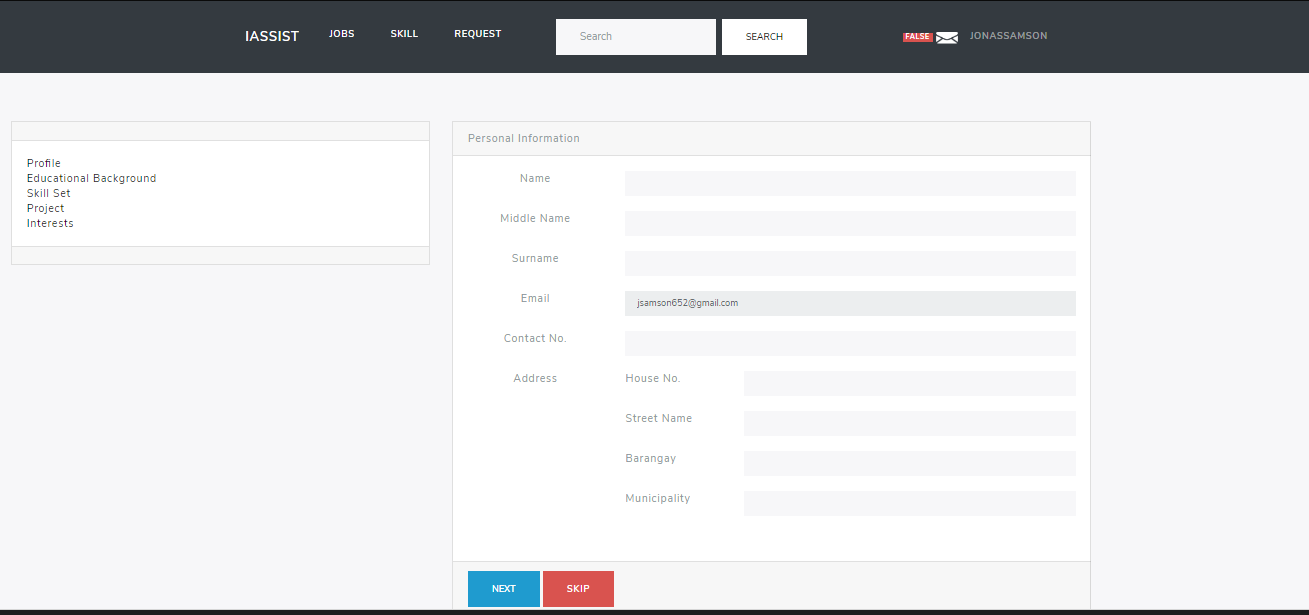 IASSIST JOBS SKILL REQUEST Search SEARCH FALSE JONASSAMSON
Profile
Educational Background
Skill Set
Project
Interests
Personal Information
Name
Middle Name
Surname
Email jsamson652@gmail.com
Contact No.
Address House No.
Street Name
Barangay
Municipality
NEXT SKIP